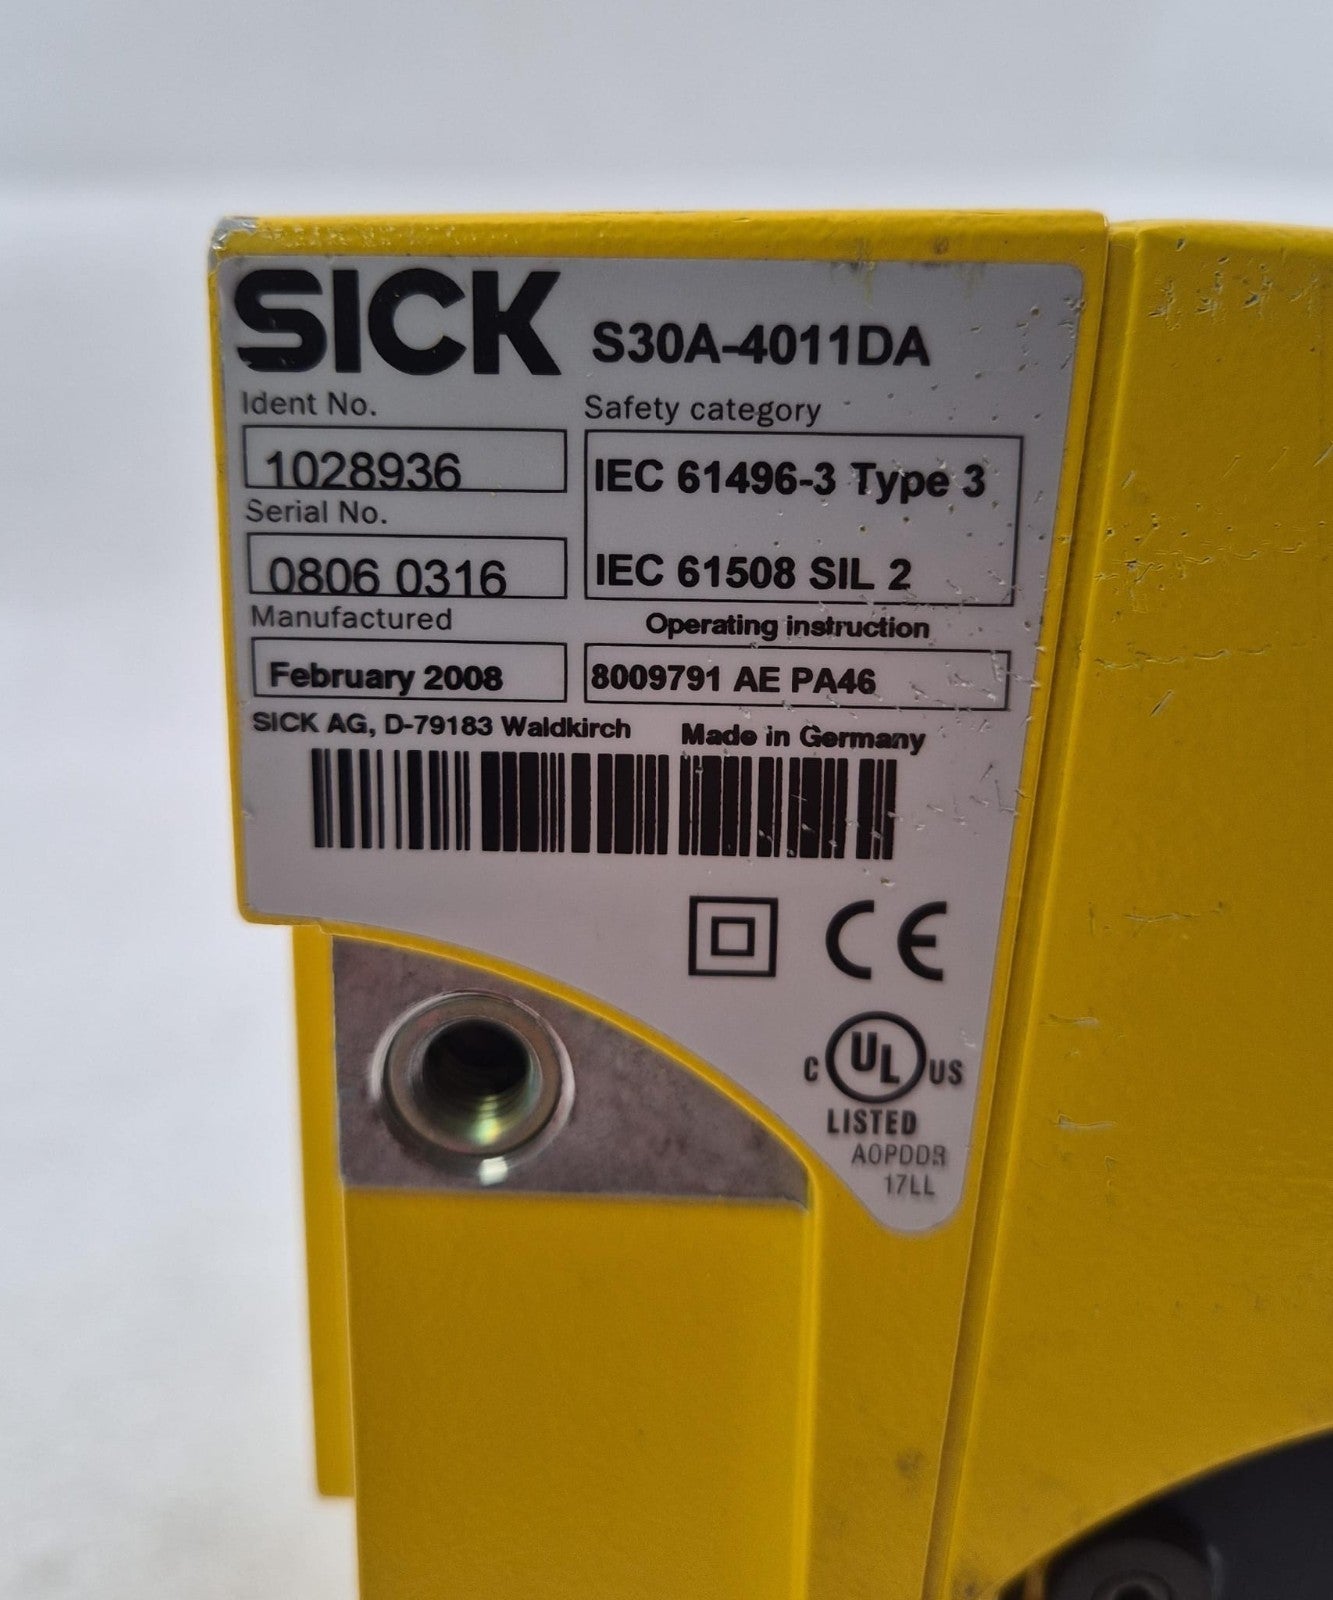 SICK S30A-4011DA
Ident No. Safety category
1028936 IEC 61496-3 Type 3
Serial No.
0806 0316 IEC 61508 SIL 2
Manufactured Operating instruction
February 2008 8009791 AE PA46
SICK AG, D-79183 Waldkirch Made in Germany
CE
C UL US
LISTED
AOPDDR
17LL